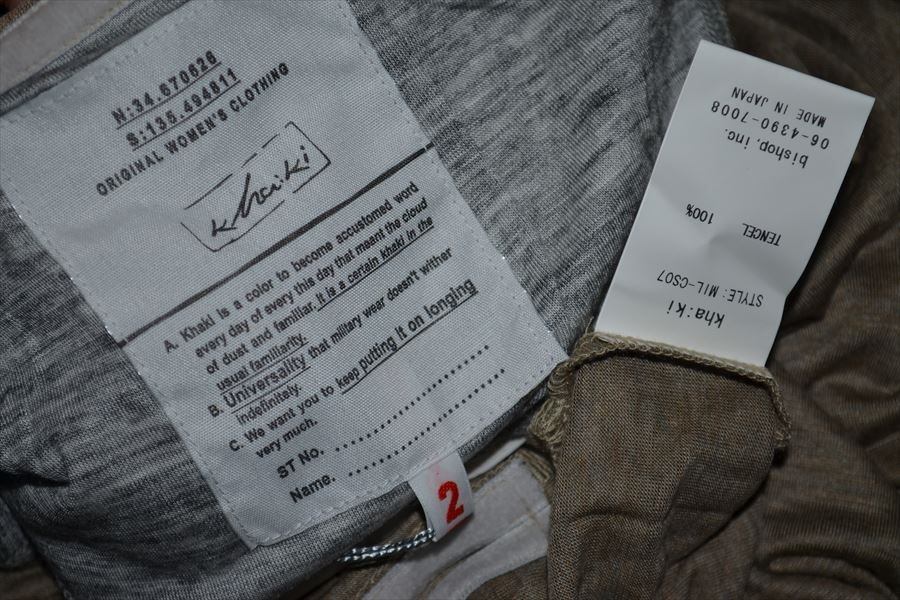 N:34.670626
S:135.494811
ORIGINAL WOMEN'S CLOTHING
khai:ki
A. Khaki is a color to become accustomed word
every day of every this day that meant the cloud
of dust and familiar, it is a certain khaki in the
usual familiarity.
B. Universality that military wear doesn't wither
indefinitely.
C. We want you to keep putting it on longing
very much.
ST No. ..............................
Name. ..............................
2
kha:ki
STYLE: MIL-CS07
TENCEL 100%
bishop, inc.
06-4390-7008
MADE IN JAPAN